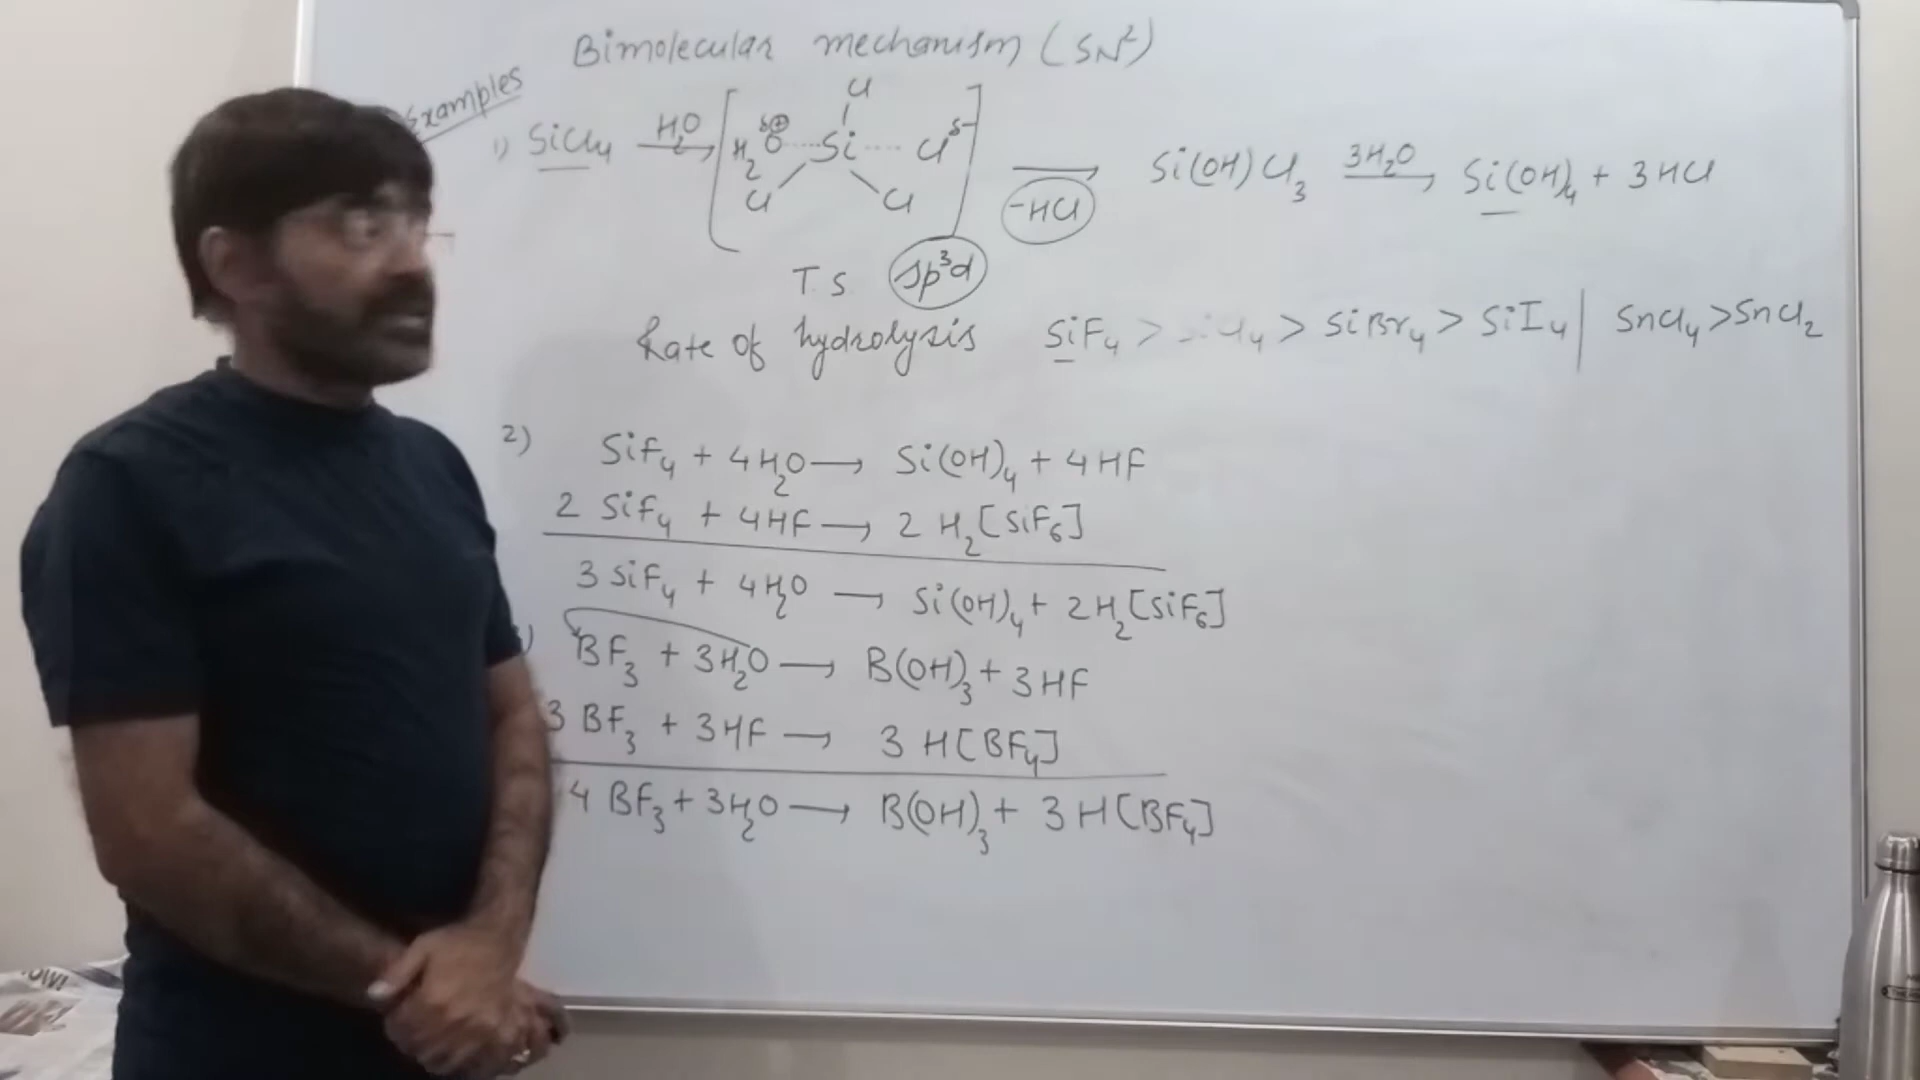 Bimolecular mechanism (SN²)
Examples
1) SiCl₄ H₂O → [H₂O δ⊕ ····· Si ····· Cl δ- Cl Cl Cl] → -HCl Si(OH)Cl₃ 3H₂O → Si(OH)₄ + 3HCl
T.S. sp³d
Rate of hydrolysis SiF₄ > SiCl₄ > SiBr₄ > SiI₄ | SnCl₄ > SnCl₂
2) SiF₄ + 4H₂O → Si(OH)₄ + 4HF
2 SiF₄ + 4HF → 2 H₂[SiF₆]
3 SiF₄ + 4H₂O → Si(OH)₄ + 2H₂[SiF₆]
) BF₃ + 3H₂O → B(OH)₃ + 3HF
3 BF₃ + 3HF → 3 H[BF₄]
4 BF₃ + 3H₂O → B(OH)₃ + 3 H[BF₄]